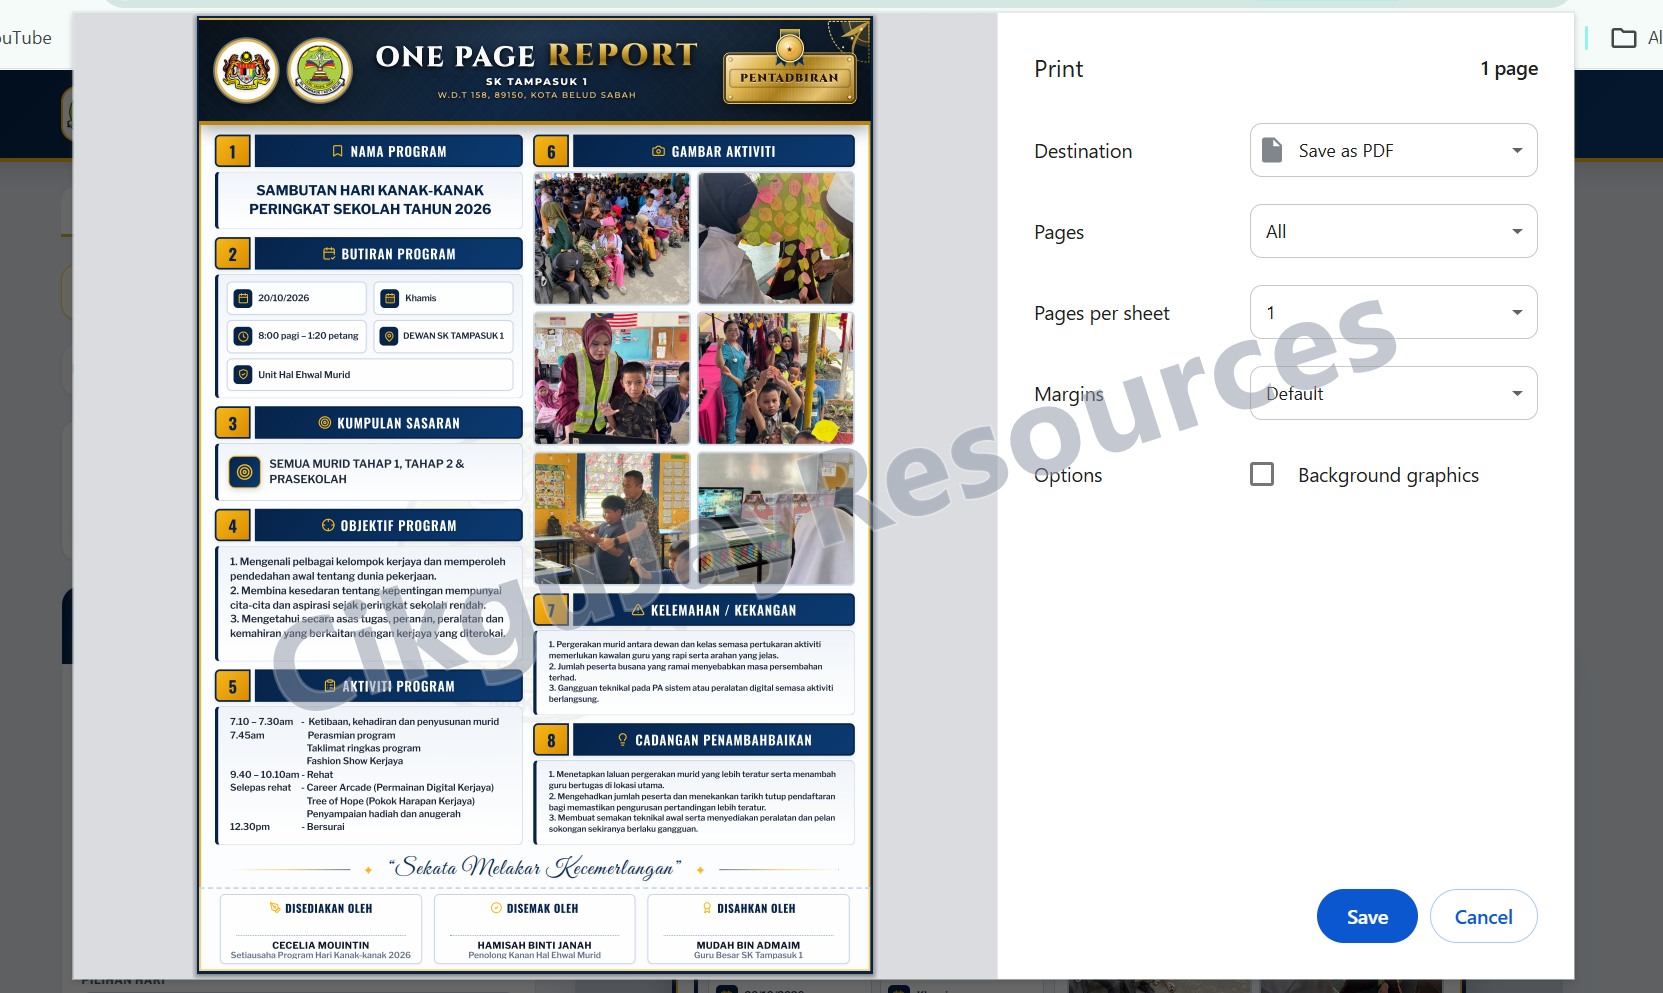 ouTube
Al
ONE PAGE REPORT
SK TAMPASUK 1
W.D.T 158, 89150, KOTA BELUD SABAH
PENTADBIRAN
1
NAMA PROGRAM
SAMBUTAN HARI KANAK-KANAK
PERINGKAT SEKOLAH TAHUN 2026
2
BUTIRAN PROGRAM
20/10/2026
Khamis
8:00 pagi – 1:20 petang
DEWAN SK TAMPASUK 1
Unit Hal Ehwal Murid
3
KUMPULAN SASARAN
SEMUA MURID TAHAP 1, TAHAP 2 &
PRASEKOLAH
4
OBJEKTIF PROGRAM
1. Mengenali pelbagai kelompok kerjaya dan memperoleh
pendedahan awal tentang dunia pekerjaan.
2. Membina kesedaran tentang kepentingan mempunyai
cita-cita dan aspirasi sejak peringkat sekolah rendah.
3. Mengetahui secara asas tugas, peranan, peralatan dan
kemahiran yang berkaitan dengan kerjaya yang diterokai.
5
AKTIVITI PROGRAM
7.10 – 7.30am - Ketibaan, kehadiran dan penyusunan murid
7.45am Perasmian program
Taklimat ringkas program
Fashion Show Kerjaya
9.40 – 10.10am - Rehat
Selepas rehat - Career Arcade (Permainan Digital Kerjaya)
Tree of Hope (Pokok Harapan Kerjaya)
Penyampaian hadiah dan anugerah
12.30pm - Bersurai
6
GAMBAR AKTIVITI
7
KELEMAHAN / KEKANGAN
1. Pergerakan murid antara dewan dan kelas semasa pertukaran aktiviti
memerlukan kawalan guru yang rapi serta arahan yang jelas.
2. Jumlah peserta busana yang ramai menyebabkan masa persembahan
terhad.
3. Gangguan teknikal pada PA sistem atau peralatan digital semasa aktiviti
berlangsung.
8
CADANGAN PENAMBAHBAIKAN
1. Menetapkan laluan pergerakan murid yang lebih teratur serta menambah
guru bertugas di lokasi utama.
2. Mengehadkan jumlah peserta dan menekankan tarikh tutup pendaftaran
bagi memastikan pengurusan pertandingan lebih teratur.
3. Membuat semakan teknikal awal serta menyediakan peralatan dan pelan
sokongan sekiranya berlaku gangguan.
“Sekata Melakar Kecemerlangan”
DISEDIAKAN OLEH
CECELIA MOUINTIN
Setiausaha Program Hari Kanak-kanak 2026
DISEMAK OLEH
HAMISAH BINTI JANAH
Penolong Kanan Hal Ehwal Murid
DISAHKAN OLEH
MUDAH BIN ADMAIM
Guru Besar SK Tampasuk 1
CikguJayResources
Print
1 page
Destination
Save as PDF
Pages
All
Pages per sheet
1
Margins
Default
Options
Background graphics
Save
Cancel
PILIHAN HARI